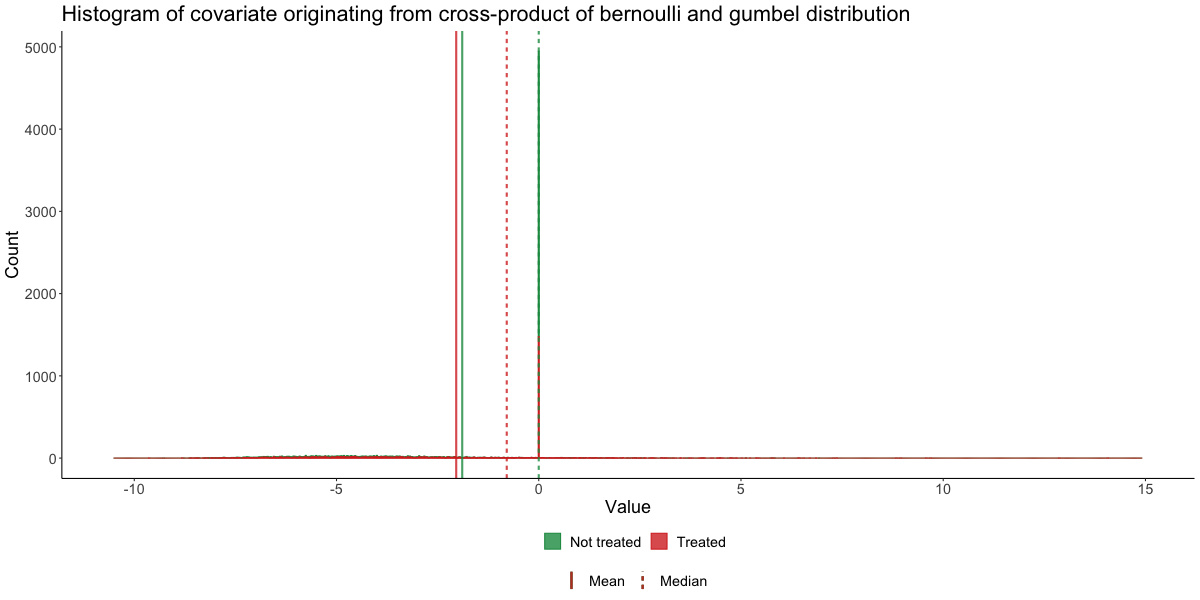 Histogram of covariate originating from cross-product of bernoulli and gumbel distribution
5000
4000
3000
2000
1000
0
Count
-10 -5 0 5 10 15
Value
Not treated Treated
Mean Median